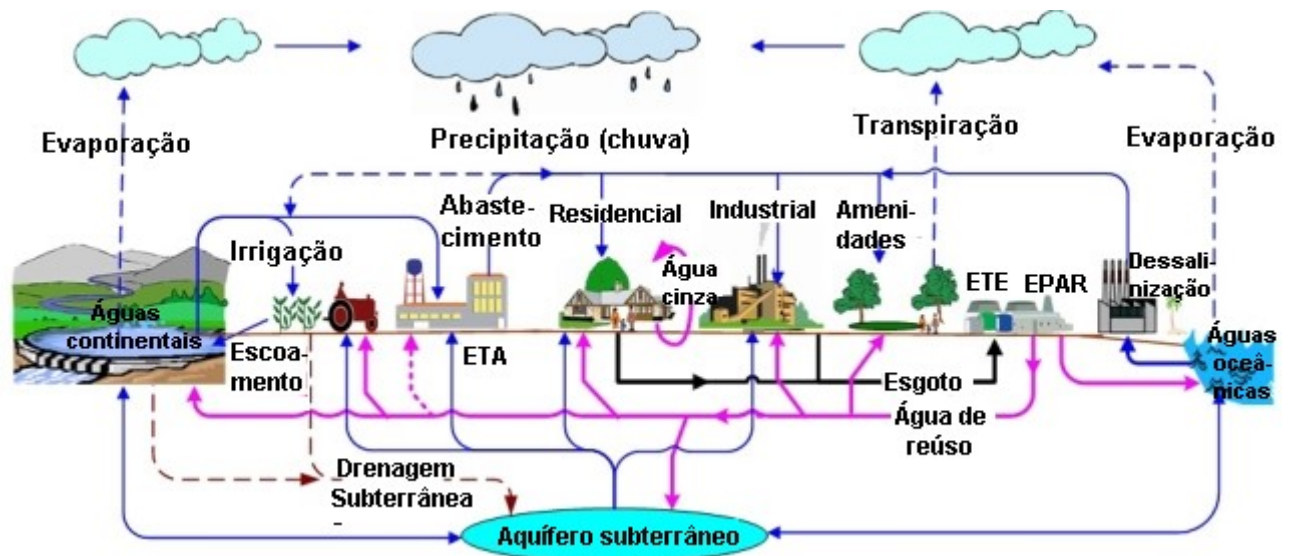 Evaporação
Precipitação (chuva)
Transpiração
Evaporação
Abaste-
cimento
Residencial
Industrial
Ameni-
dades
Irrigação
Água
cinza
ETE
EPAR
Dessali-
nização
Águas
continentais
Escoa-
mento
ETA
Esgoto
Águas
oceâ-
nicas
Água de
reúso
Drenagem
Subterrânea
-
Aquífero subterrâneo